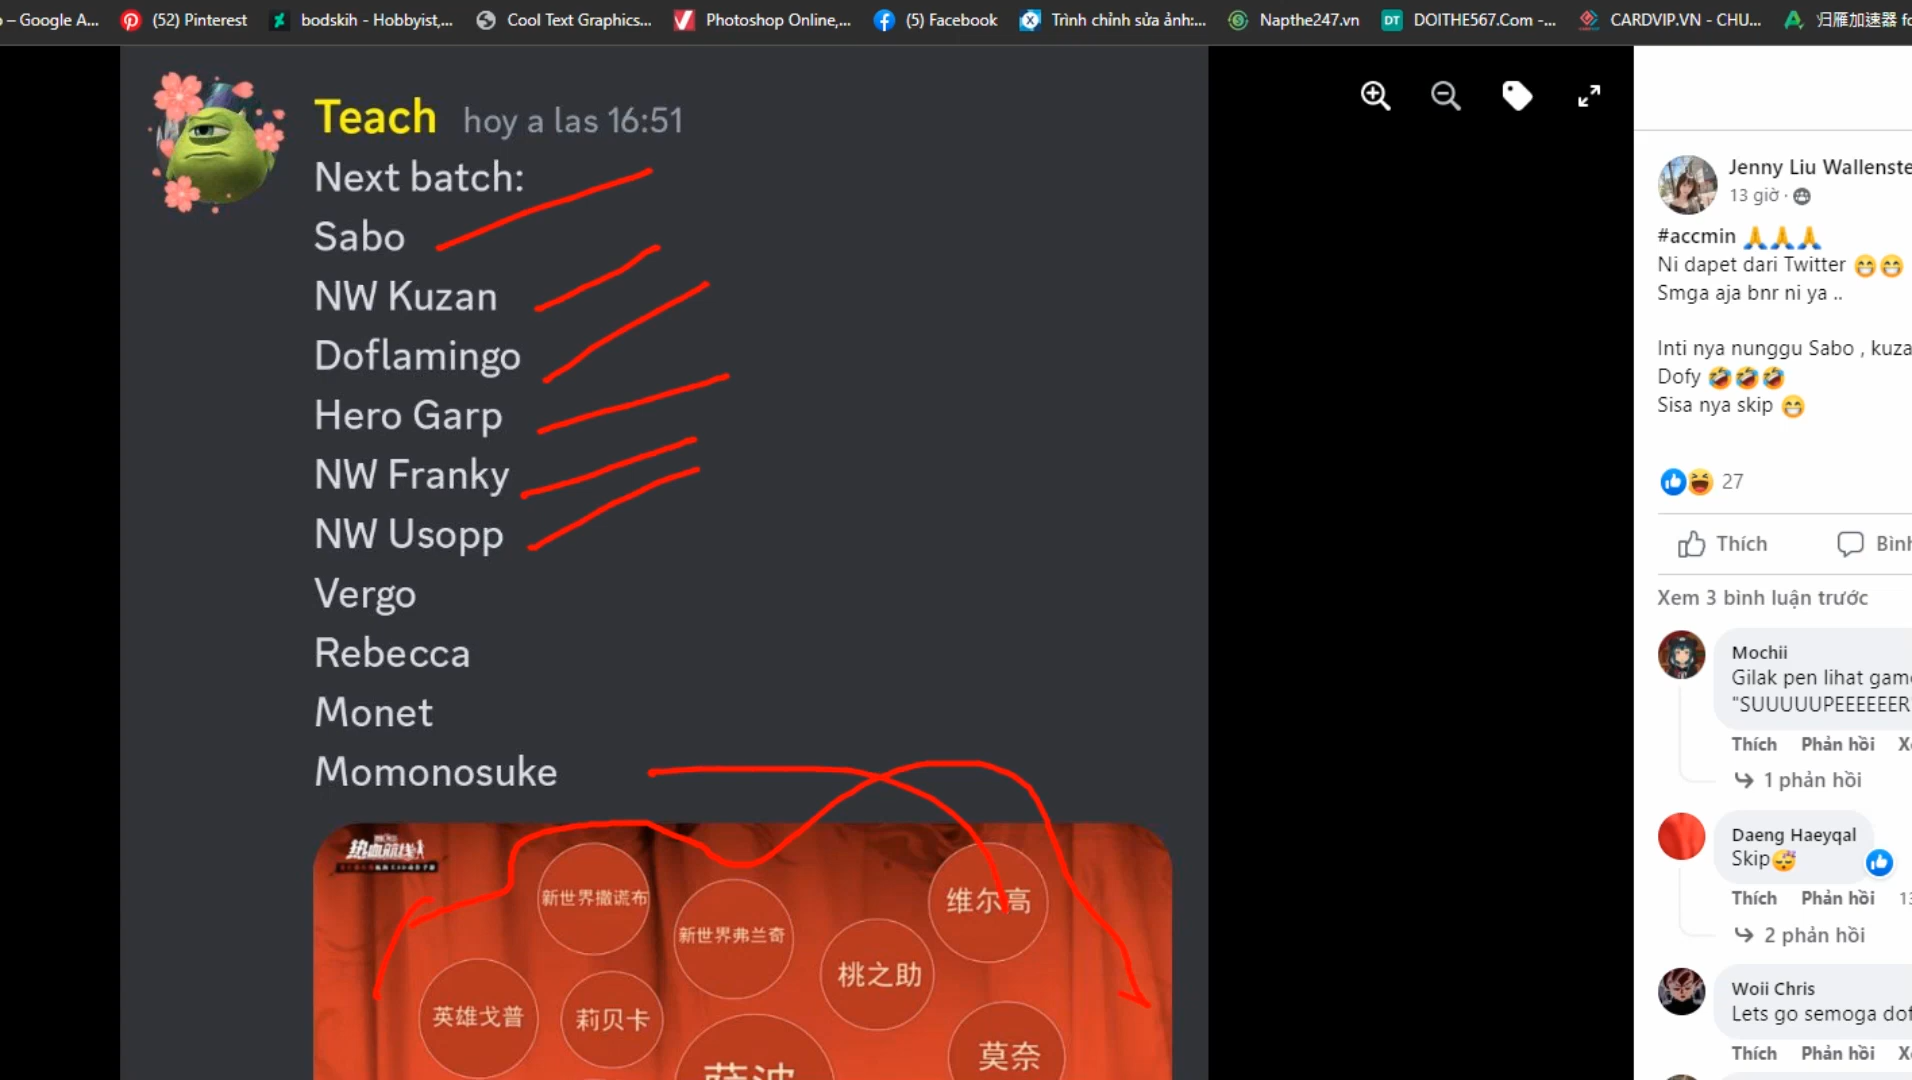 – Google A...
(52) Pinterest
bodskih - Hobbyist,...
Cool Text Graphics...
Photoshop Online,...
(5) Facebook
Trình chỉnh sửa ảnh:...
Napthe247.vn
DT
DOITHE567.Com -...
CARDVIP.VN - CHU...
归雁加速器
Teach hoy a las 16:51
Next batch:
Sabo
NW Kuzan
Doflamingo
Hero Garp
NW Franky
NW Usopp
Vergo
Rebecca
Monet
Momonosuke
热血航线
新世界撒谎布
新世界弗兰奇
维尔高
桃之助
英雄戈普
莉贝卡
莫奈
Jenny Liu Wallenste
13 giờ ·
#accmin 🙏🙏🙏
Ni dapet dari Twitter 😁😁
Smga aja bnr ni ya ..
Inti nya nunggu Sabo , kuza
Dofy 🤣🤣🤣
Sisa nya skip 😁
27
Thích
Bình
Xem 3 bình luận trước
Mochii
Gilak pen lihat game
"SUUUUUPEEEEEER
Thích Phản hồi
1 phản hồi
Daeng Haeyqal
Skip😴
Thích Phản hồi 13
2 phản hồi
Woii Chris
Lets go semoga dof
Thích Phản hồi